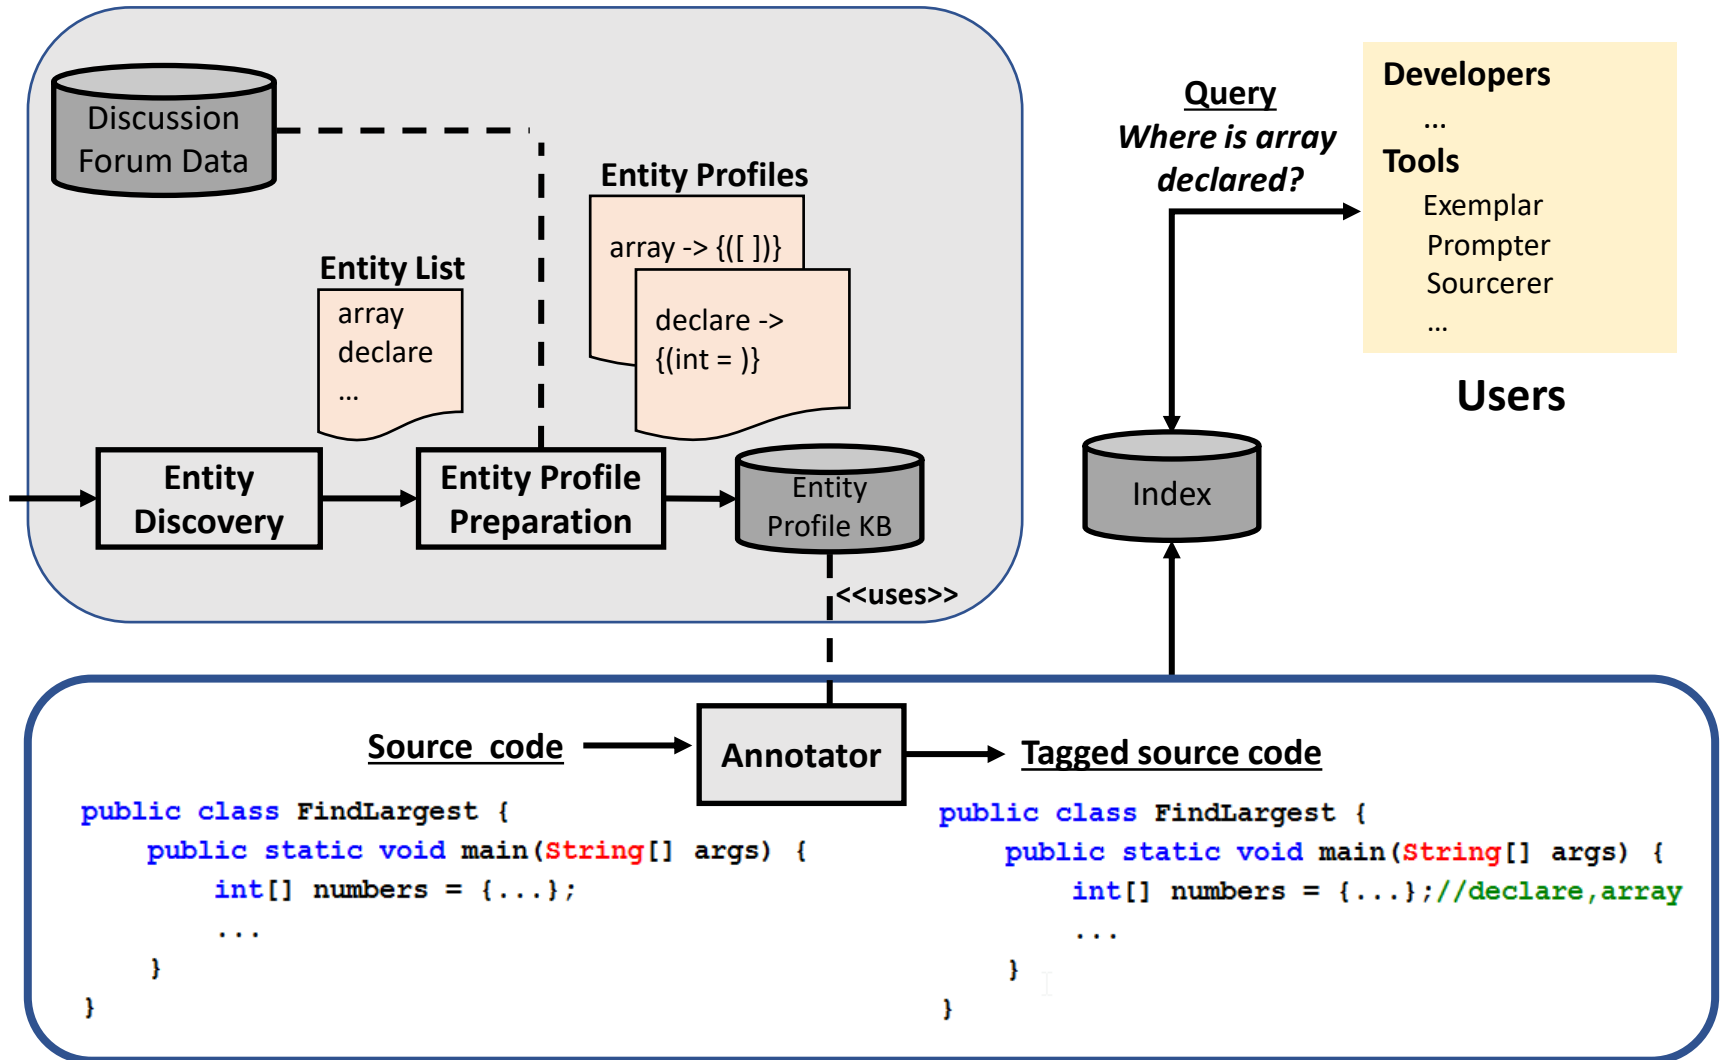 Discussion
Forum Data
Entity List
array
declare
...
Entity Profiles
array -> {([ ])}
declare ->
{(int = )}
Entity
Discovery
Entity Profile
Preparation
Entity
Profile KB
<<uses>>
Query
Where is array
declared?
Developers
...
Tools
Exemplar
Prompter
Sourcerer
...
Users
Index
Source code
Annotator
Tagged source code
public class FindLargest {
public static void main(String[] args) {
int[] numbers = {...};
...
}
}
public class FindLargest {
public static void main(String[] args) {
int[] numbers = {...};//declare,array
...
}
}